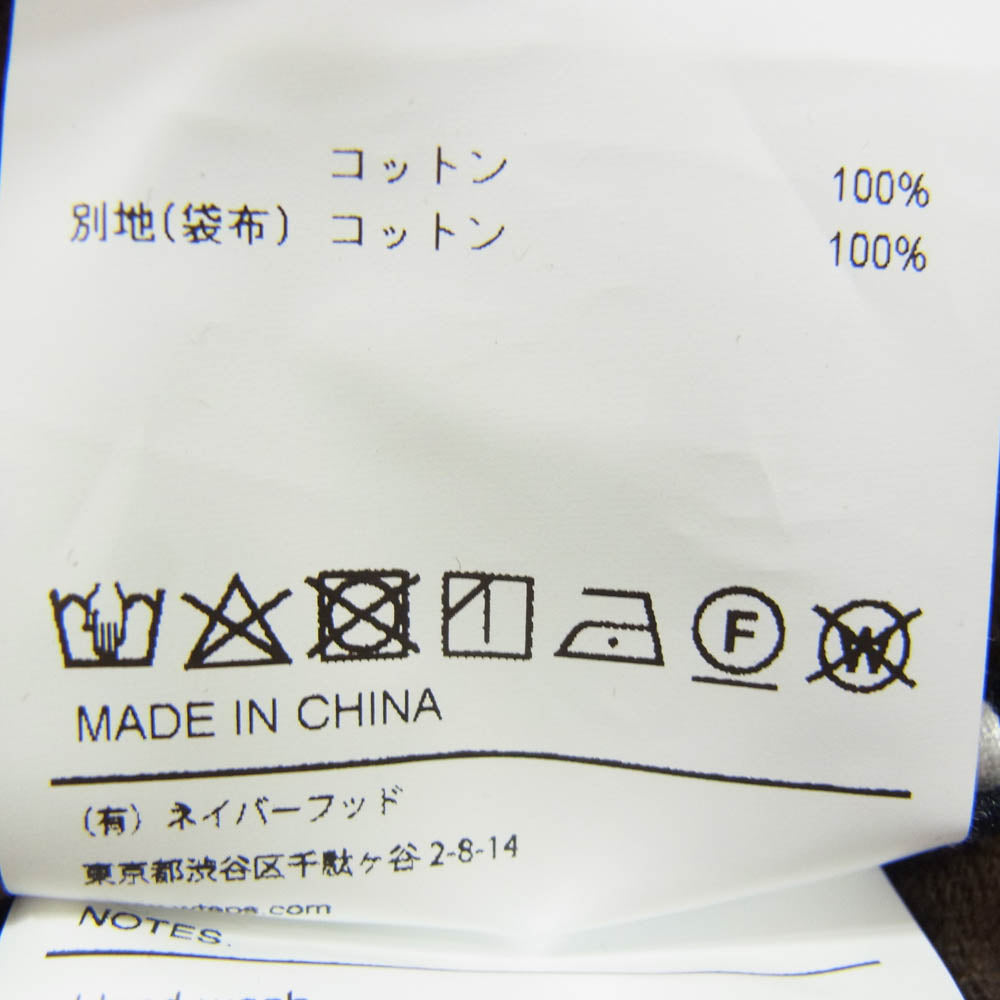 コットン 100%
別地(袋布) コットン 100%
F W
MADE IN CHINA
(有) ネイバーフッド
東京都渋谷区千駄ヶ谷 2-8-14
NOTES.